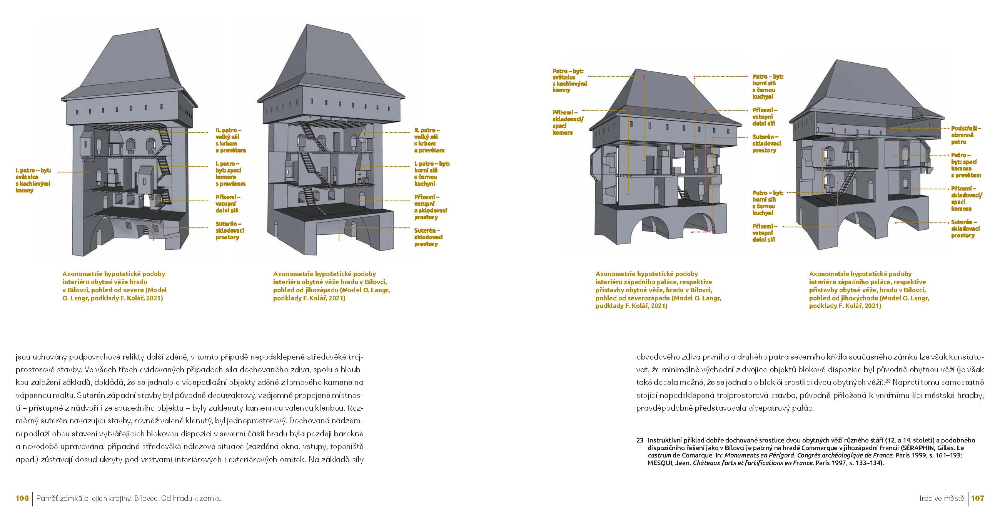 I. patro – byt:
světnice
s kachlovými
kamny
II. patro –
velký sál
s krbem
a prevétem
I. patro –
byt: spací
komora
s prevétem
Přízemí –
vstupní
dolní síň
Suterén –
skladovací
prostory
II. patro –
velký sál
s krbem
a prevétem
I. patro – byt:
horní síň
s černou
kuchyní
Přízemí –
vstupní
a skladovací
prostory
Suterén –
skladovací
prostory
Axonometrie hypotetické podoby
interiéru obytné věže hradu
v Bílovci, pohled od severu (Model
O. Langr, podklady F. Kolář, 2021)
Axonometrie hypotetické podoby
interiéru obytné věže hradu v Bílovci,
pohled od jihozápadu (Model O. Langr,
podklady F. Kolář, 2021)
jsou uchovány podpovrchové relikty další zděné, v tomto případě nepodsklepené středověké troj-
prostorové stavby. Ve všech třech evidovaných případech síla dochovaného zdiva, spolu s hloub-
kou založení základů, dokládá, že se jednalo o vícepodlažní objekty zděné z lomového kamene na
vápennou maltu. Suterén západní stavby byl původně dvoutraktový, vzájemně propojené místnos-
ti – přístupné z nádvoří i ze sousedního objektu – byly zaklenuty kamennou valenou klenbou. Roz-
měrný suterén navazující stavby, rovněž valeně klenutý, byl jednoprostorový. Dochovaná nadzem-
ní podlaží obou stavení vytvářejících blokovou dispozici v severní části hradu byla později barokně
a novodobě upravována, případné středověké nálezové situace (zazděná okna, vstupy, topeniště
apod.) zůstávají dosud ukryty pod vrstvami interiérových i exteriérových omítek. Na základě síly
106 Paměť zámků a jejich krajiny: Bílovec. Od hradu k zámku
Patro – byt:
světnice
s kachlovými
kamny
Přízemí –
skladovací/
spací
komora
Patro – byt:
horní síň
s černou
kuchyní
Přízemí –
vstupní
dolní síň
Suterén –
skladovací
prostory
Patro – byt:
horní síň
s černou
kuchyní
Přízemí –
vstupní
dolní síň
Podstřeší –
obranné
patro
Patro –
byt: spací
komora
s prevétem
Přízemí –
skladovací/
spací
komora
Suterén –
skladovací
prostory
Axonometrie hypotetické podoby
interiéru západního paláce, respektive
přístavby obytné věže, hradu v Bílovci,
pohled od severozápadu (Model O. Langr,
podklady F. Kolář, 2021)
Axonometrie hypotetické podoby
interiéru západního paláce, respektive
přístavby obytné věže, hradu v Bílovci,
pohled od jihovýchodu (Model O. Langr,
podklady F. Kolář, 2021)
obvodového zdiva prvního a druhého patra severního křídla současného zámku lze však konstato-
vat, že minimálně východní z dvojice objektů blokové dispozice byl původně obytnou věží (je však
také docela možné, že se jednalo o blok či srostlici dvou obytných věží).²³ Naproti tomu samostatně
stojící nepodsklepená trojprostorová stavba, původně přiložená k vnitřnímu líci městské hradby,
pravděpodobně představovala vícepatrový palác.
23 Instruktivní příklad dobře dochované srostlice dvou obytných věží různého stáří (12. a 14. století) a podobného
dispozičního řešení jako v Bílovci je patrný na hradě Commarque v jihozápadní Francii (SÉRAPHIN, Gilles. Le
castrum de Comarque. In: Monuments en Périgord. Congrès archéologique de France. Paris 1999, s. 161–193;
MESQUI, Jean. Châteaux forts et fortifications en France. Paris 1997, s. 133–134).
Hrad ve městě 107